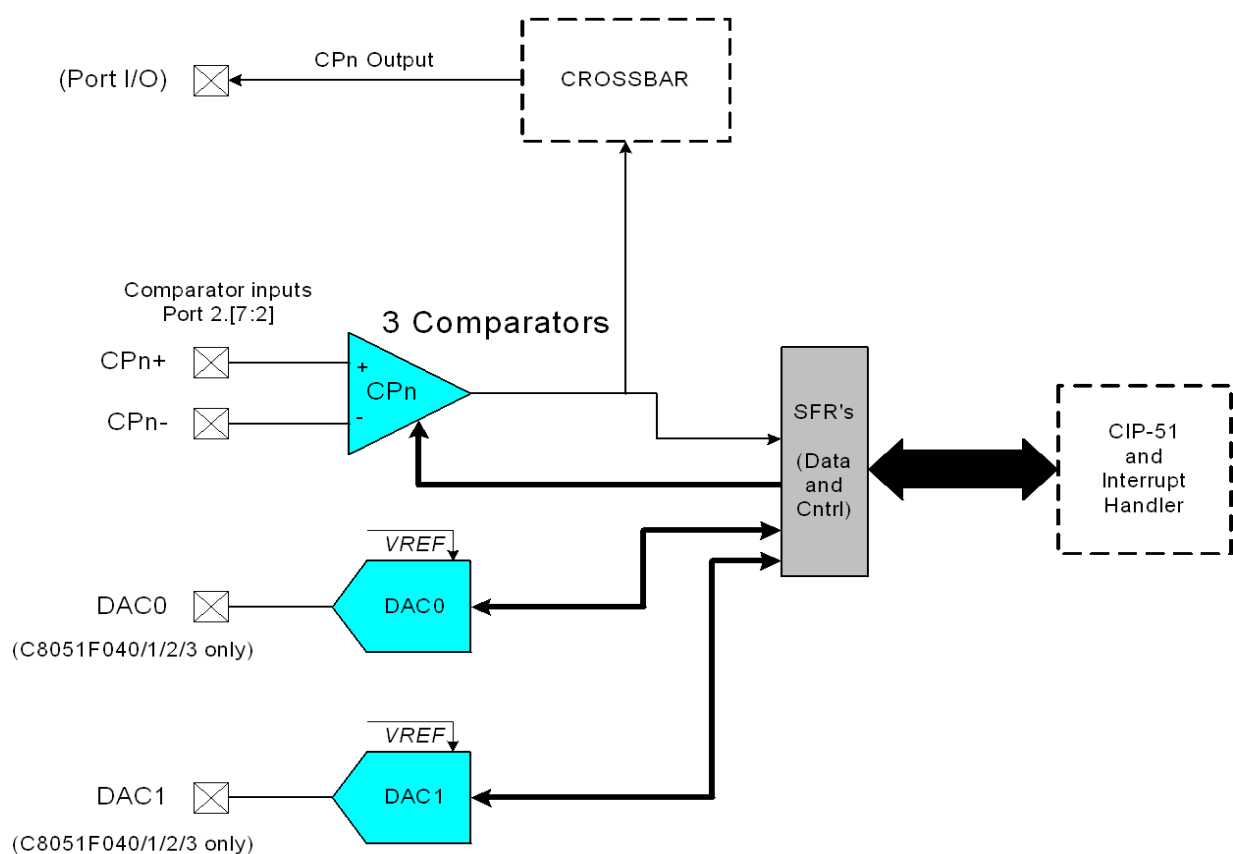 (Port I/O)
CPn Output
CROSSBAR
Comparator inputs
Port 2.[7:2]
3 Comparators
CPn+
CPn-
+
CPn
-
SFR's
(Data
and
Cntrl)
CIP-51
and
Interrupt
Handler
VREF
DAC0
DAC0
(C8051F040/1/2/3 only)
VREF
DAC1
DAC1
(C8051F040/1/2/3 only)